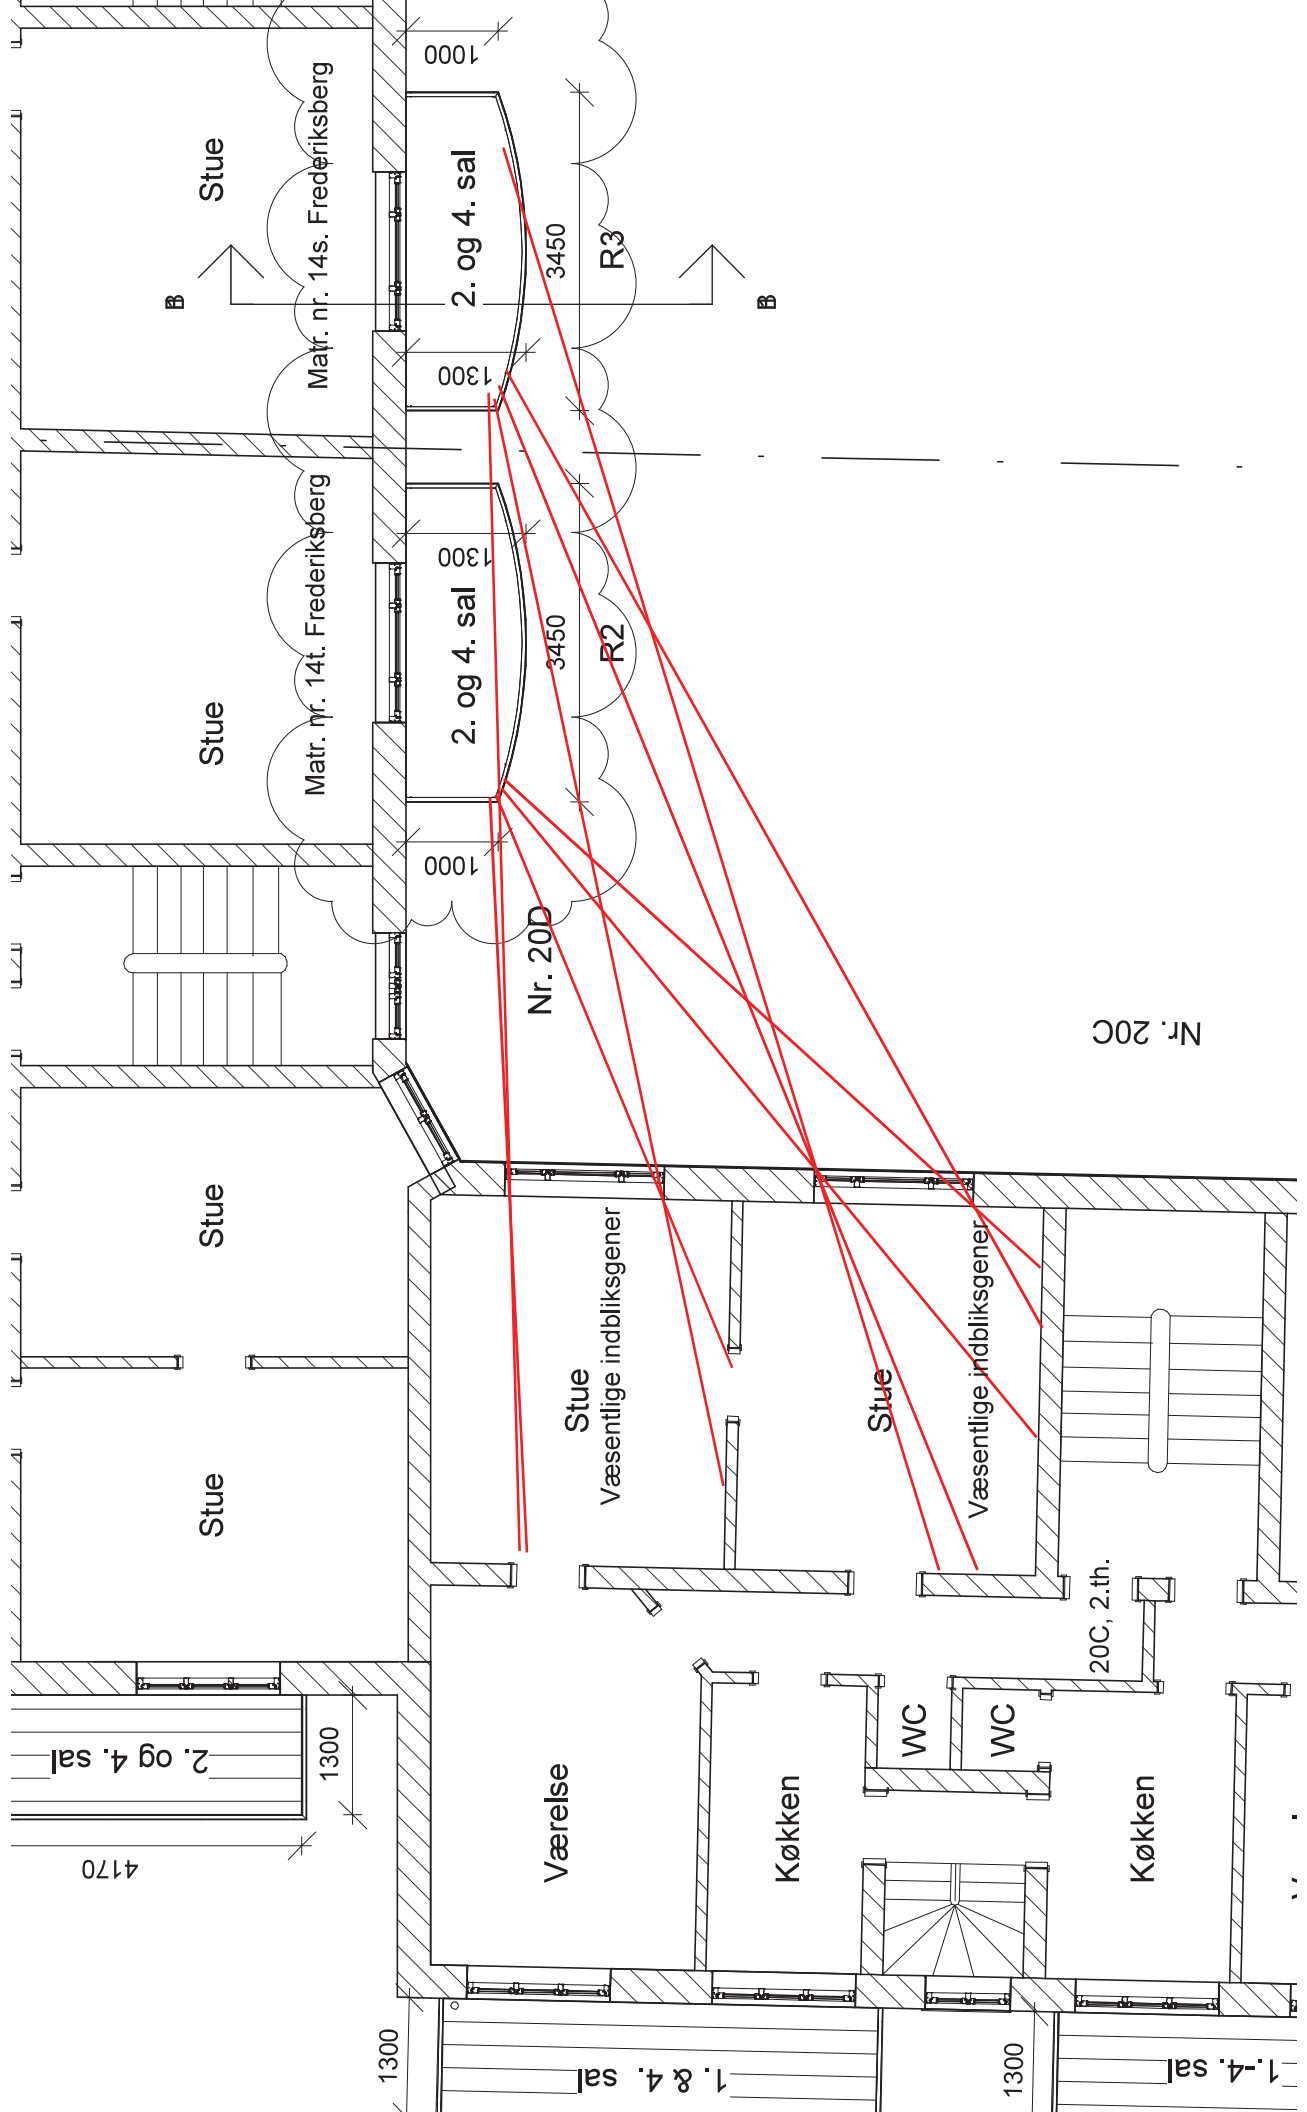 Stue
Matr. nr. 14s. Frederiksberg
1000
2. og 4. sal
3450
R3
1300
B
B
Stue
Matr. nr. 14t. Frederiksberg
1300
2. og 4. sal
3450
R2
1000
Nr. 20D
Nr. 20C
Stue
Stue
Stue
Væsentlige indbliksgener
Stue
Væsentlige indbliksgener
20C, 2.th.
WC
WC
Værelse
Køkken
Køkken
2. og 4. sal
1300
4170
1300
1. & 4. sal
1300
1.-4. sal